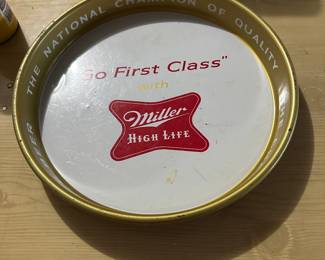 THE NATIONAL CHAMPION OF QUALITY
Go First Class"
with
Miller
HIGH LIFE